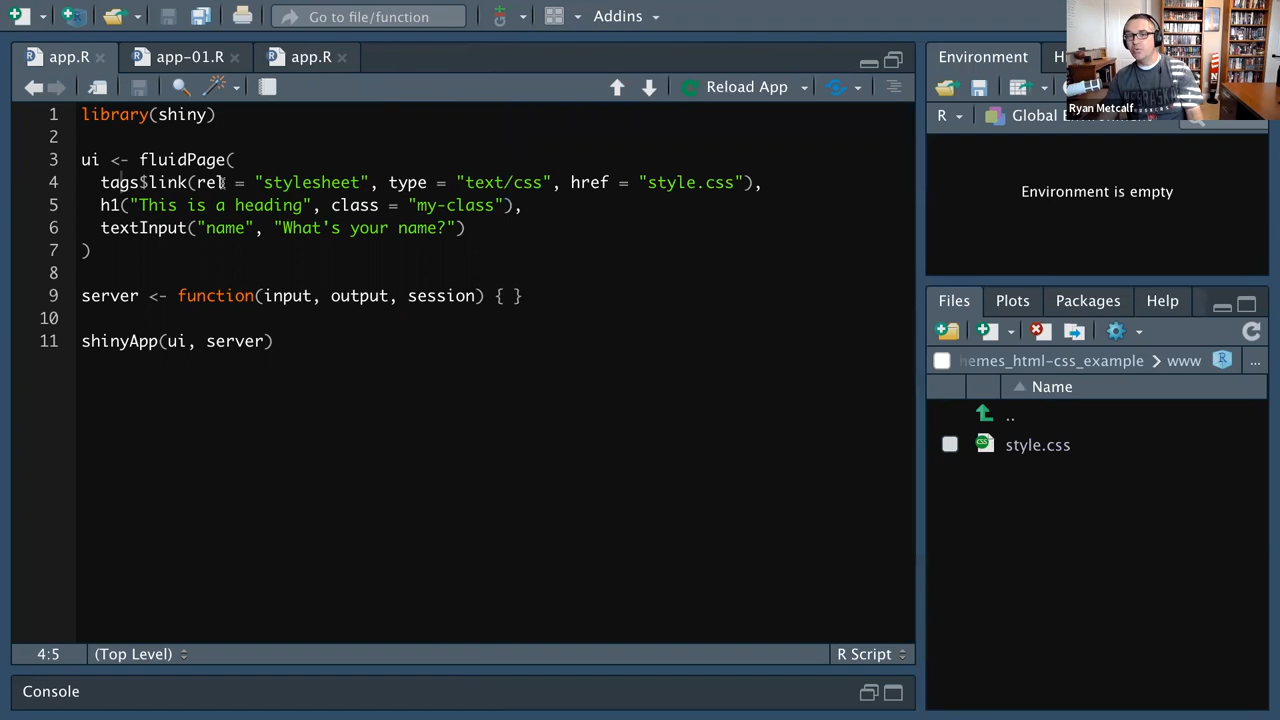 Go to file/function
Addins
app.R
app-01.R
app.R
Reload App
1 library(shiny)
2
3 ui <- fluidPage(
4 tags$link(rel = "stylesheet", type = "text/css", href = "style.css"),
5 h1("This is a heading", class = "my-class"),
6 textInput("name", "What's your name?")
7 )
8
9 server <- function(input, output, session) { }
10
11 shinyApp(ui, server)
4:5 (Top Level) R Script
Console
Environment H
Ryan Metcalf
R Global
Environment is empty
Files Plots Packages Help
hemes_html-css_example www ...
Name
..
CSS style.css